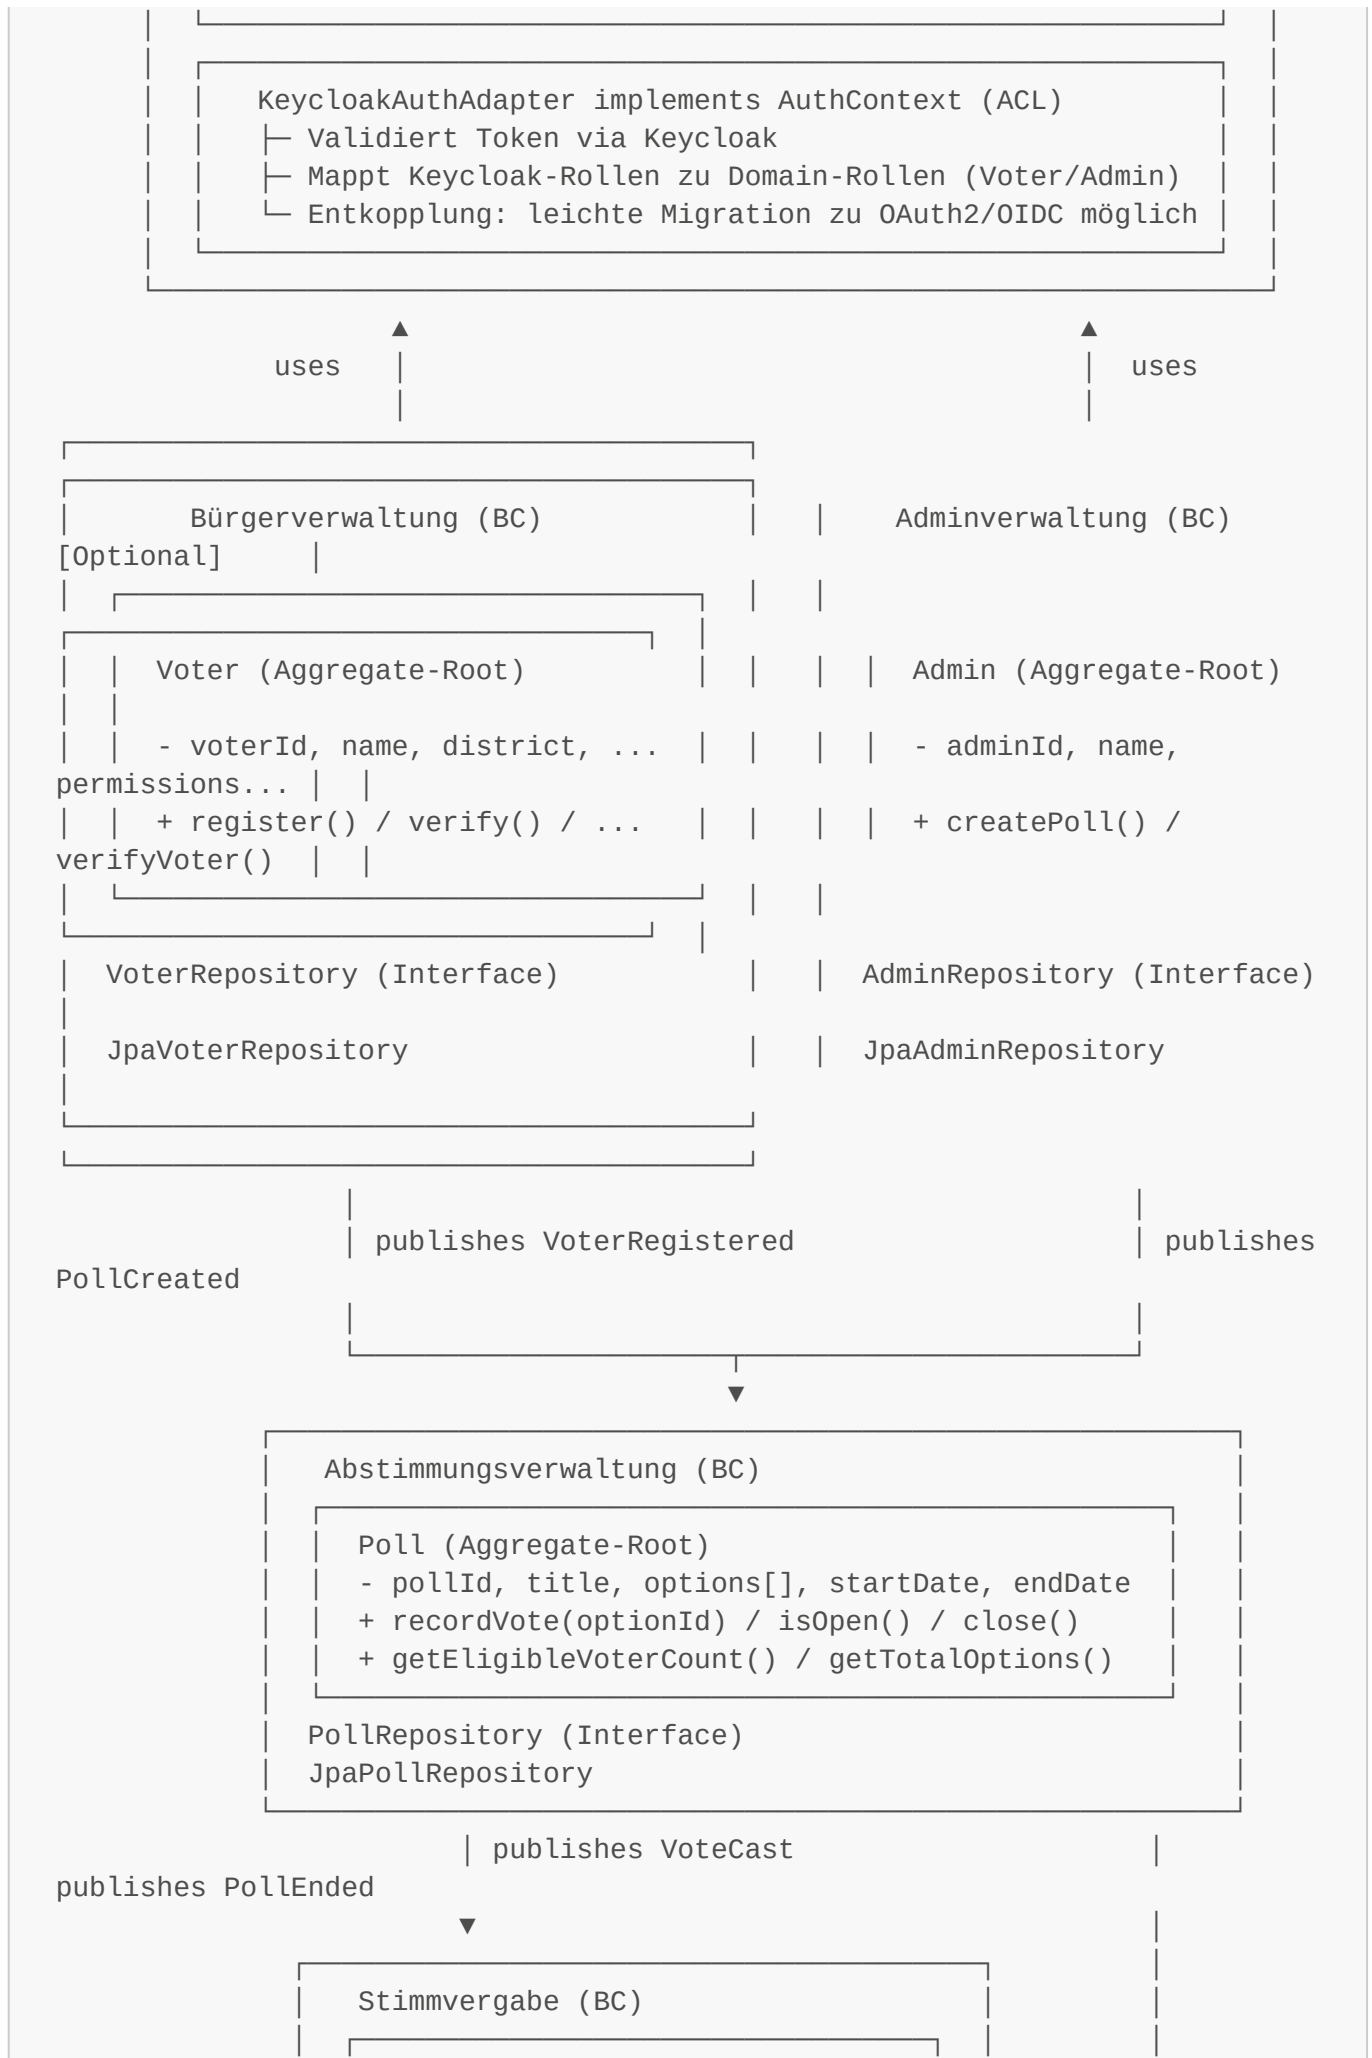 KeycloakAuthAdapter implements AuthContext (ACL)
├─ Validiert Token via Keycloak
├─ Mappt Keycloak-Rollen zu Domain-Rollen (Voter/Admin)
└─ Entkopplung: leichte Migration zu OAuth2/OIDC möglich
▲ ▲
uses │ │ uses
Bürgerverwaltung (BC) │ │ Adminverwaltung (BC)
[Optional] │
│ │ Voter (Aggregate-Root) │ │ │ │ Admin (Aggregate-Root)
│ │ - voterId, name, district, ... │ │ │ │ - adminId, name,
permissions... │ │
│ │ + register() / verify() / ... │ │ │ │ + createPoll() /
verifyVoter() │ │
│ VoterRepository (Interface) │ │ AdminRepository (Interface)
│ JpaVoterRepository │ │ JpaAdminRepository
│ publishes VoterRegistered │ publishes
PollCreated
▼
Abstimmungsverwaltung (BC)
Poll (Aggregate-Root)
- pollId, title, options[], startDate, endDate
+ recordVote(optionId) / isOpen() / close()
+ getEligibleVoterCount() / getTotalOptions()
PollRepository (Interface)
JpaPollRepository
│ publishes VoteCast │
publishes PollEnded
▼
Stimmvergabe (BC)